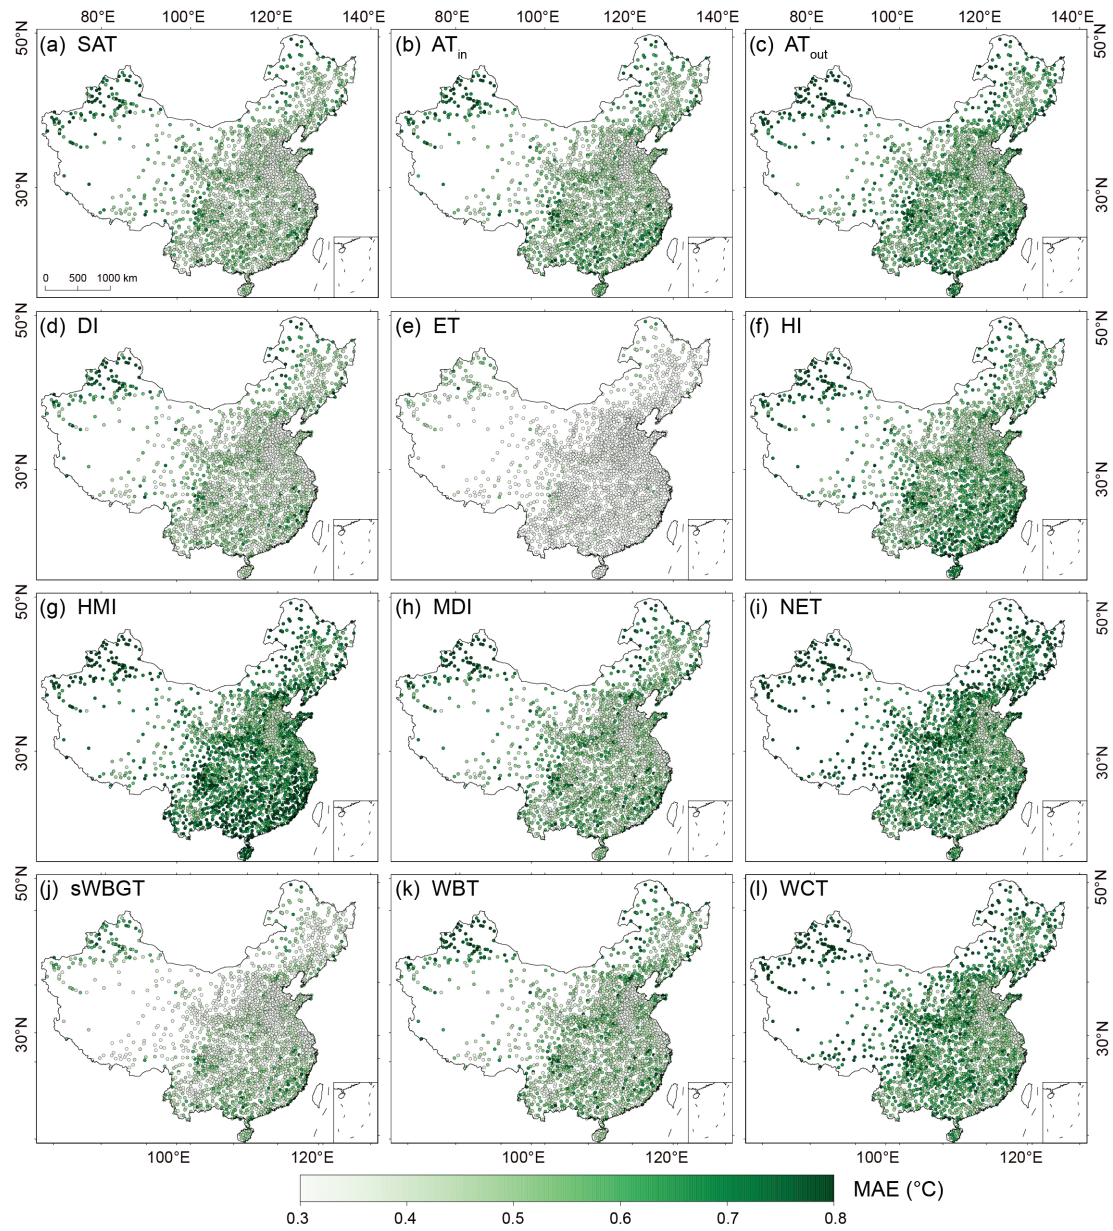 80°E 100°E 120°E 140°E 80°E 100°E 120°E 140°E 80°E 100°E 120°E 140°E
(a) SAT (b) ATin (c) ATout
50°N 50°N
30°N 30°N
0 500 1000 km
(d) DI (e) ET (f) HI
50°N 50°N
30°N 30°N
(g) HMI (h) MDI (i) NET
50°N 50°N
30°N 30°N
(j) sWBGT (k) WBT (l) WCT
50°N 50°N
30°N 30°N
100°E 120°E 100°E 120°E 100°E 120°E
MAE (°C)
0.3 0.4 0.5 0.6 0.7 0.8